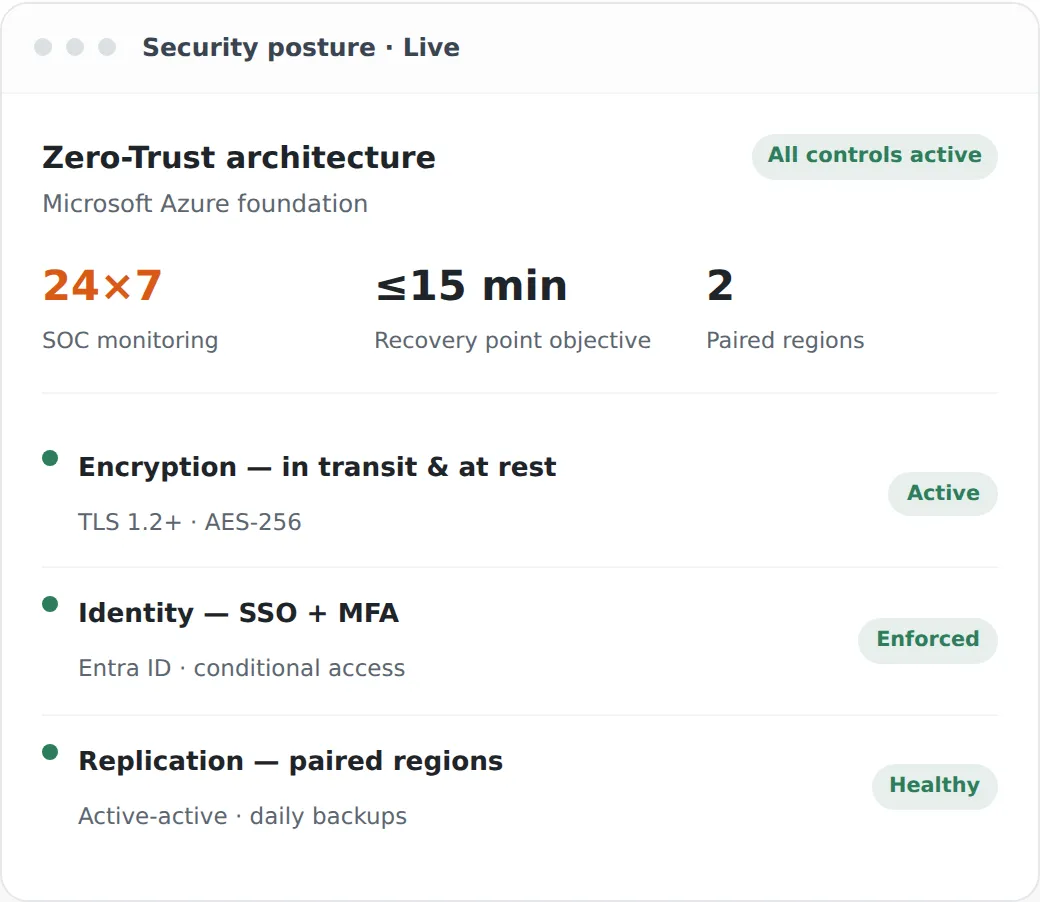 Security posture · Live
Zero-Trust architecture
All controls active
Microsoft Azure foundation
24×7
≤15 min
2
SOC monitoring
Recovery point objective
Paired regions
Encryption — in transit & at rest
Active
TLS 1.2+ · AES-256
Identity — SSO + MFA
Enforced
Entra ID · conditional access
Replication — paired regions
Healthy
Active-active · daily backups